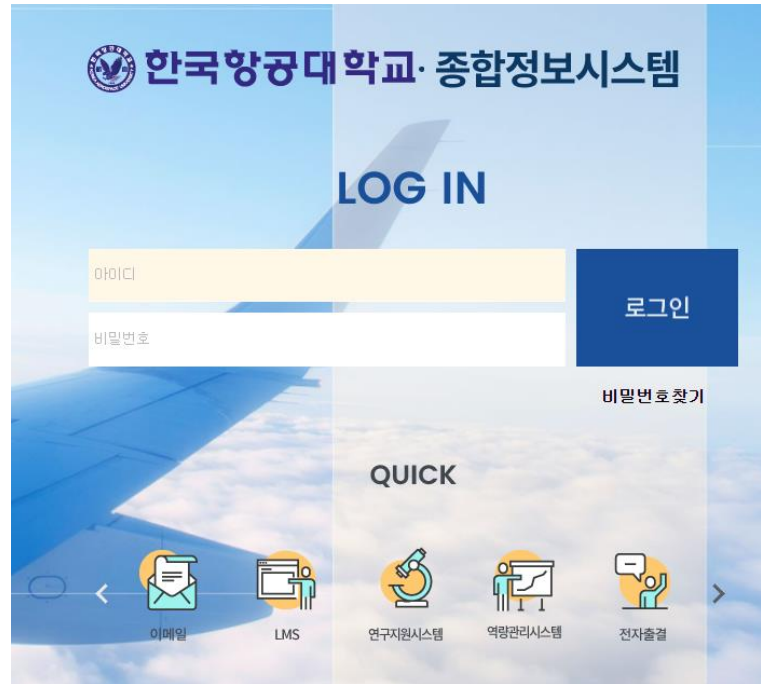 한국항공대학교· 종합정보시스템
LOG IN
아이디
로그인
비밀번호
비밀번호찾기
QUICK
이메일
LMS
연구지원시스템
역량관리시스템
전자출결